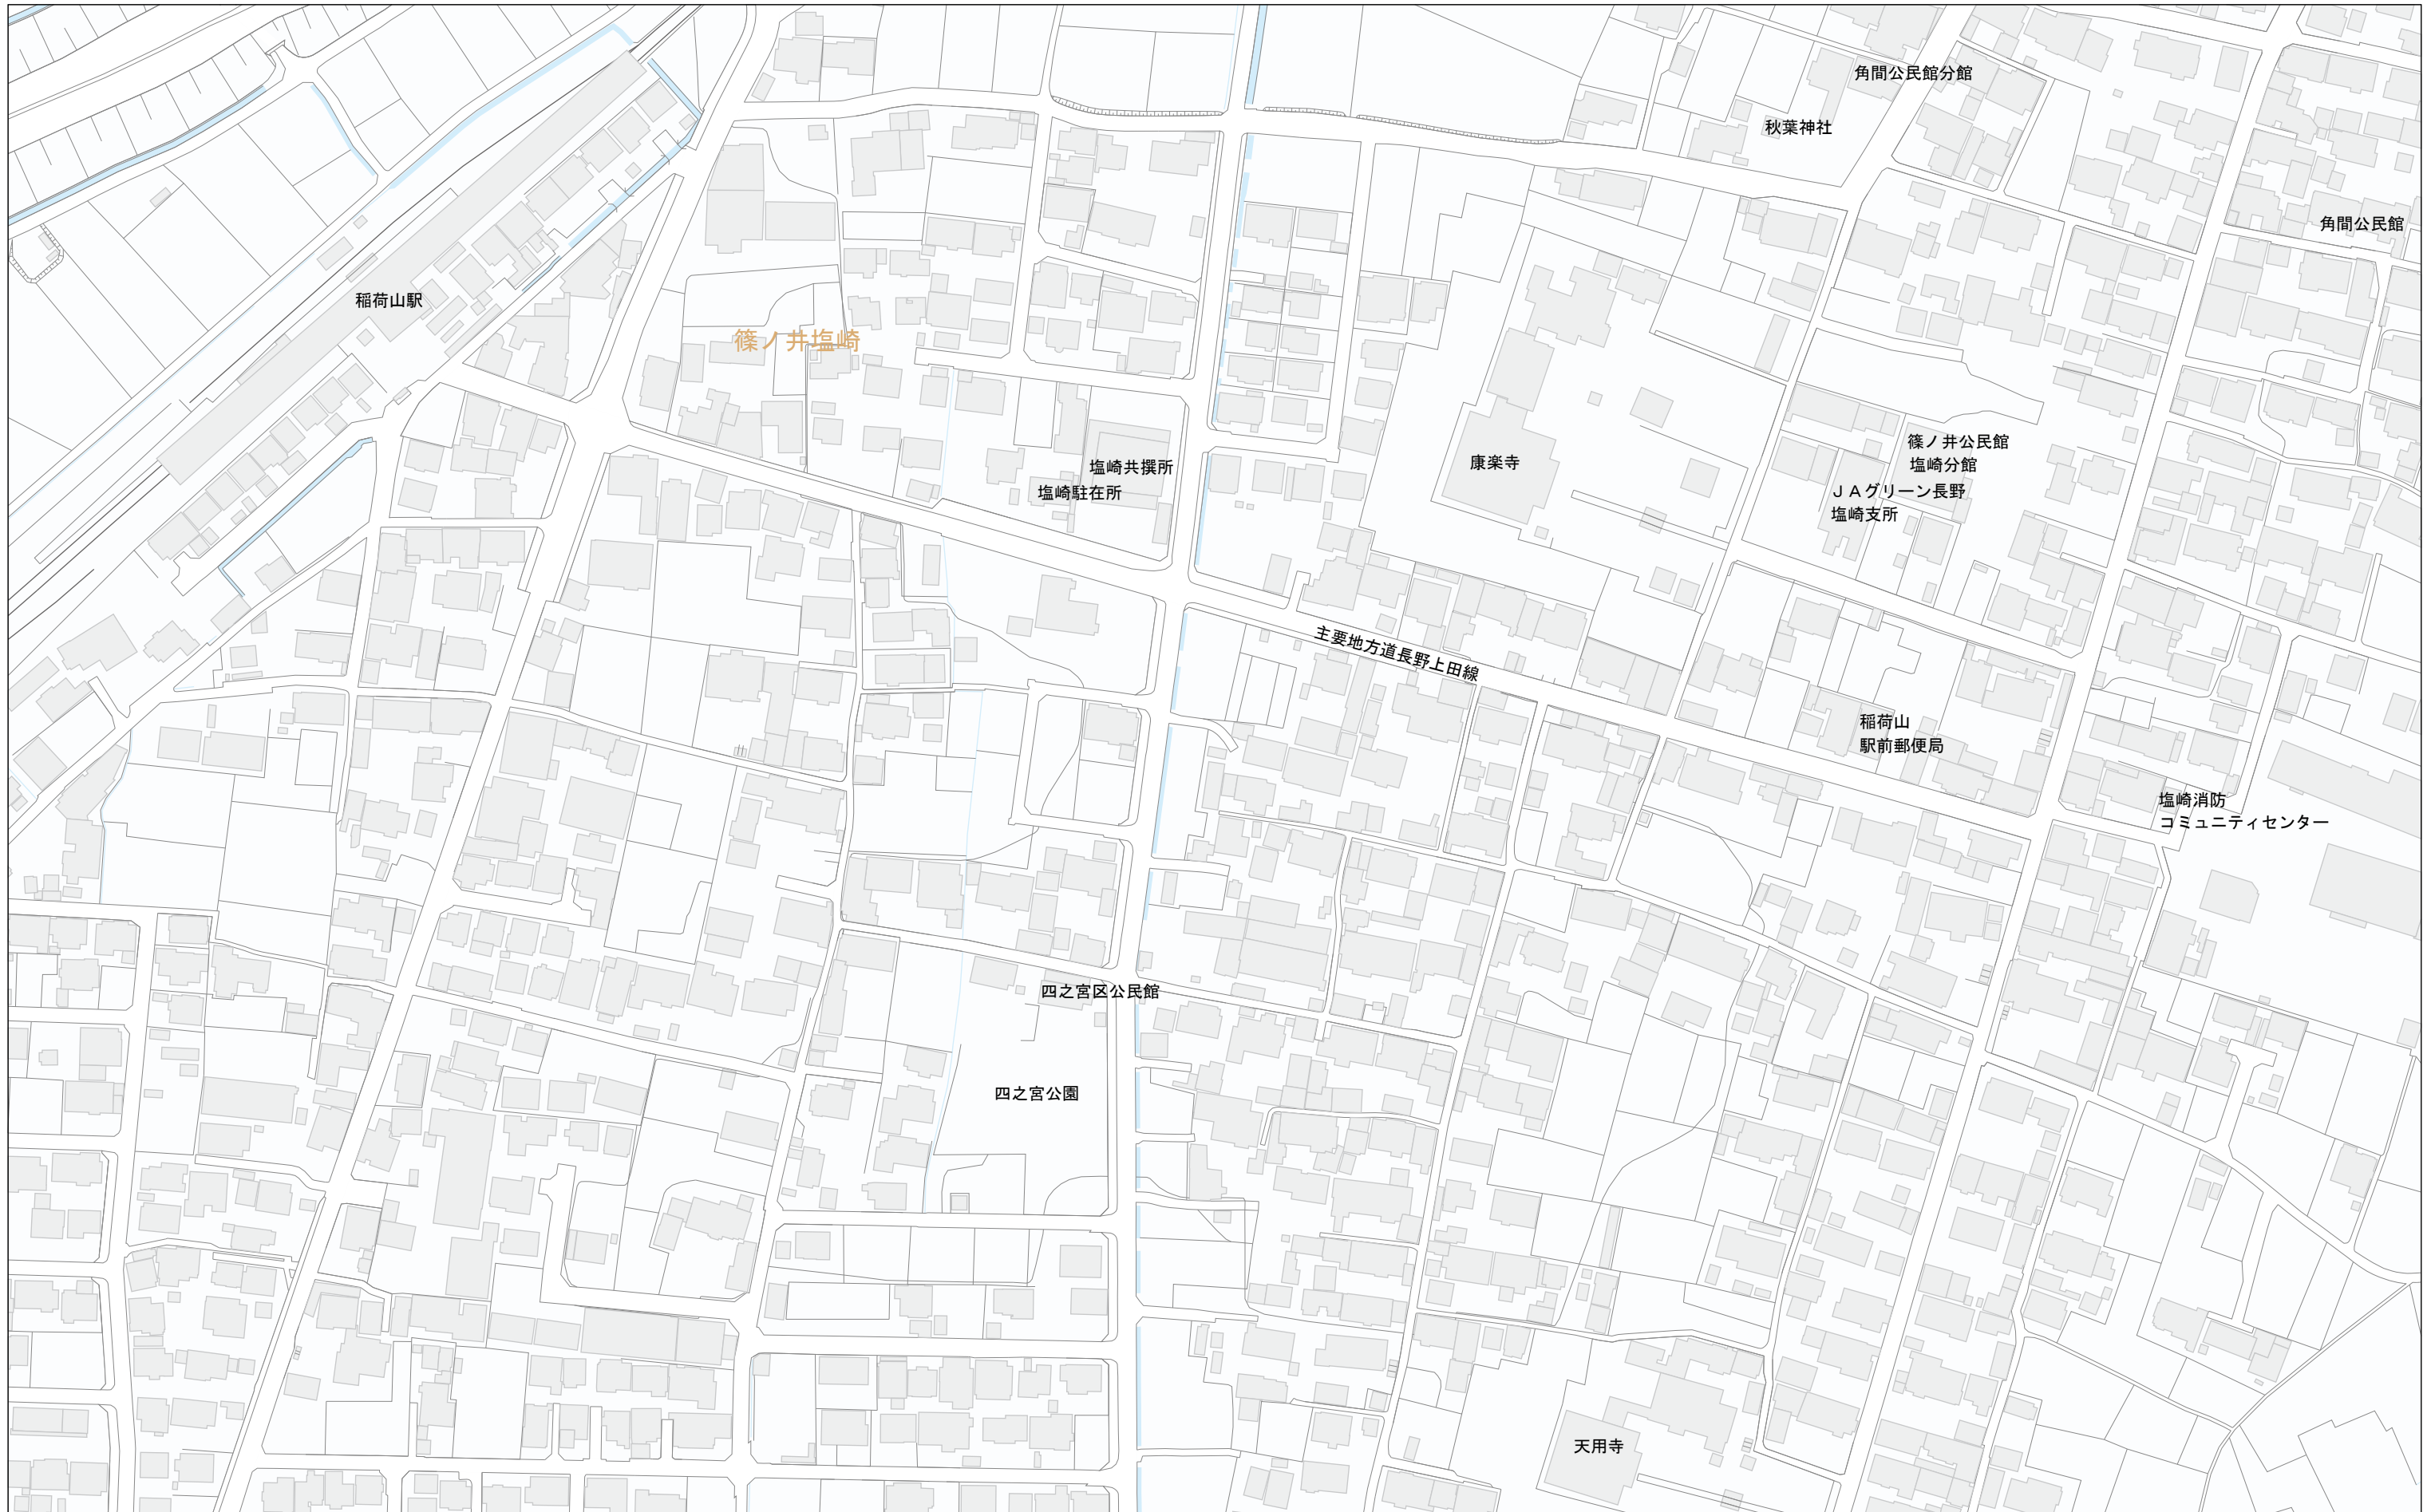 角間公民館分館
秋葉神社
角間公民館
稲荷山駅
篠ノ井塩崎
篠ノ井公民館
塩崎分館
康楽寺
塩崎共撰所
塩崎駐在所
ＪＡグリーン長野
塩崎支所
主要地方道長野上田線
稲荷山
駅前郵便局
塩崎消防
コミュニティセンター
四之宮区公民館
四之宮公園
天用寺